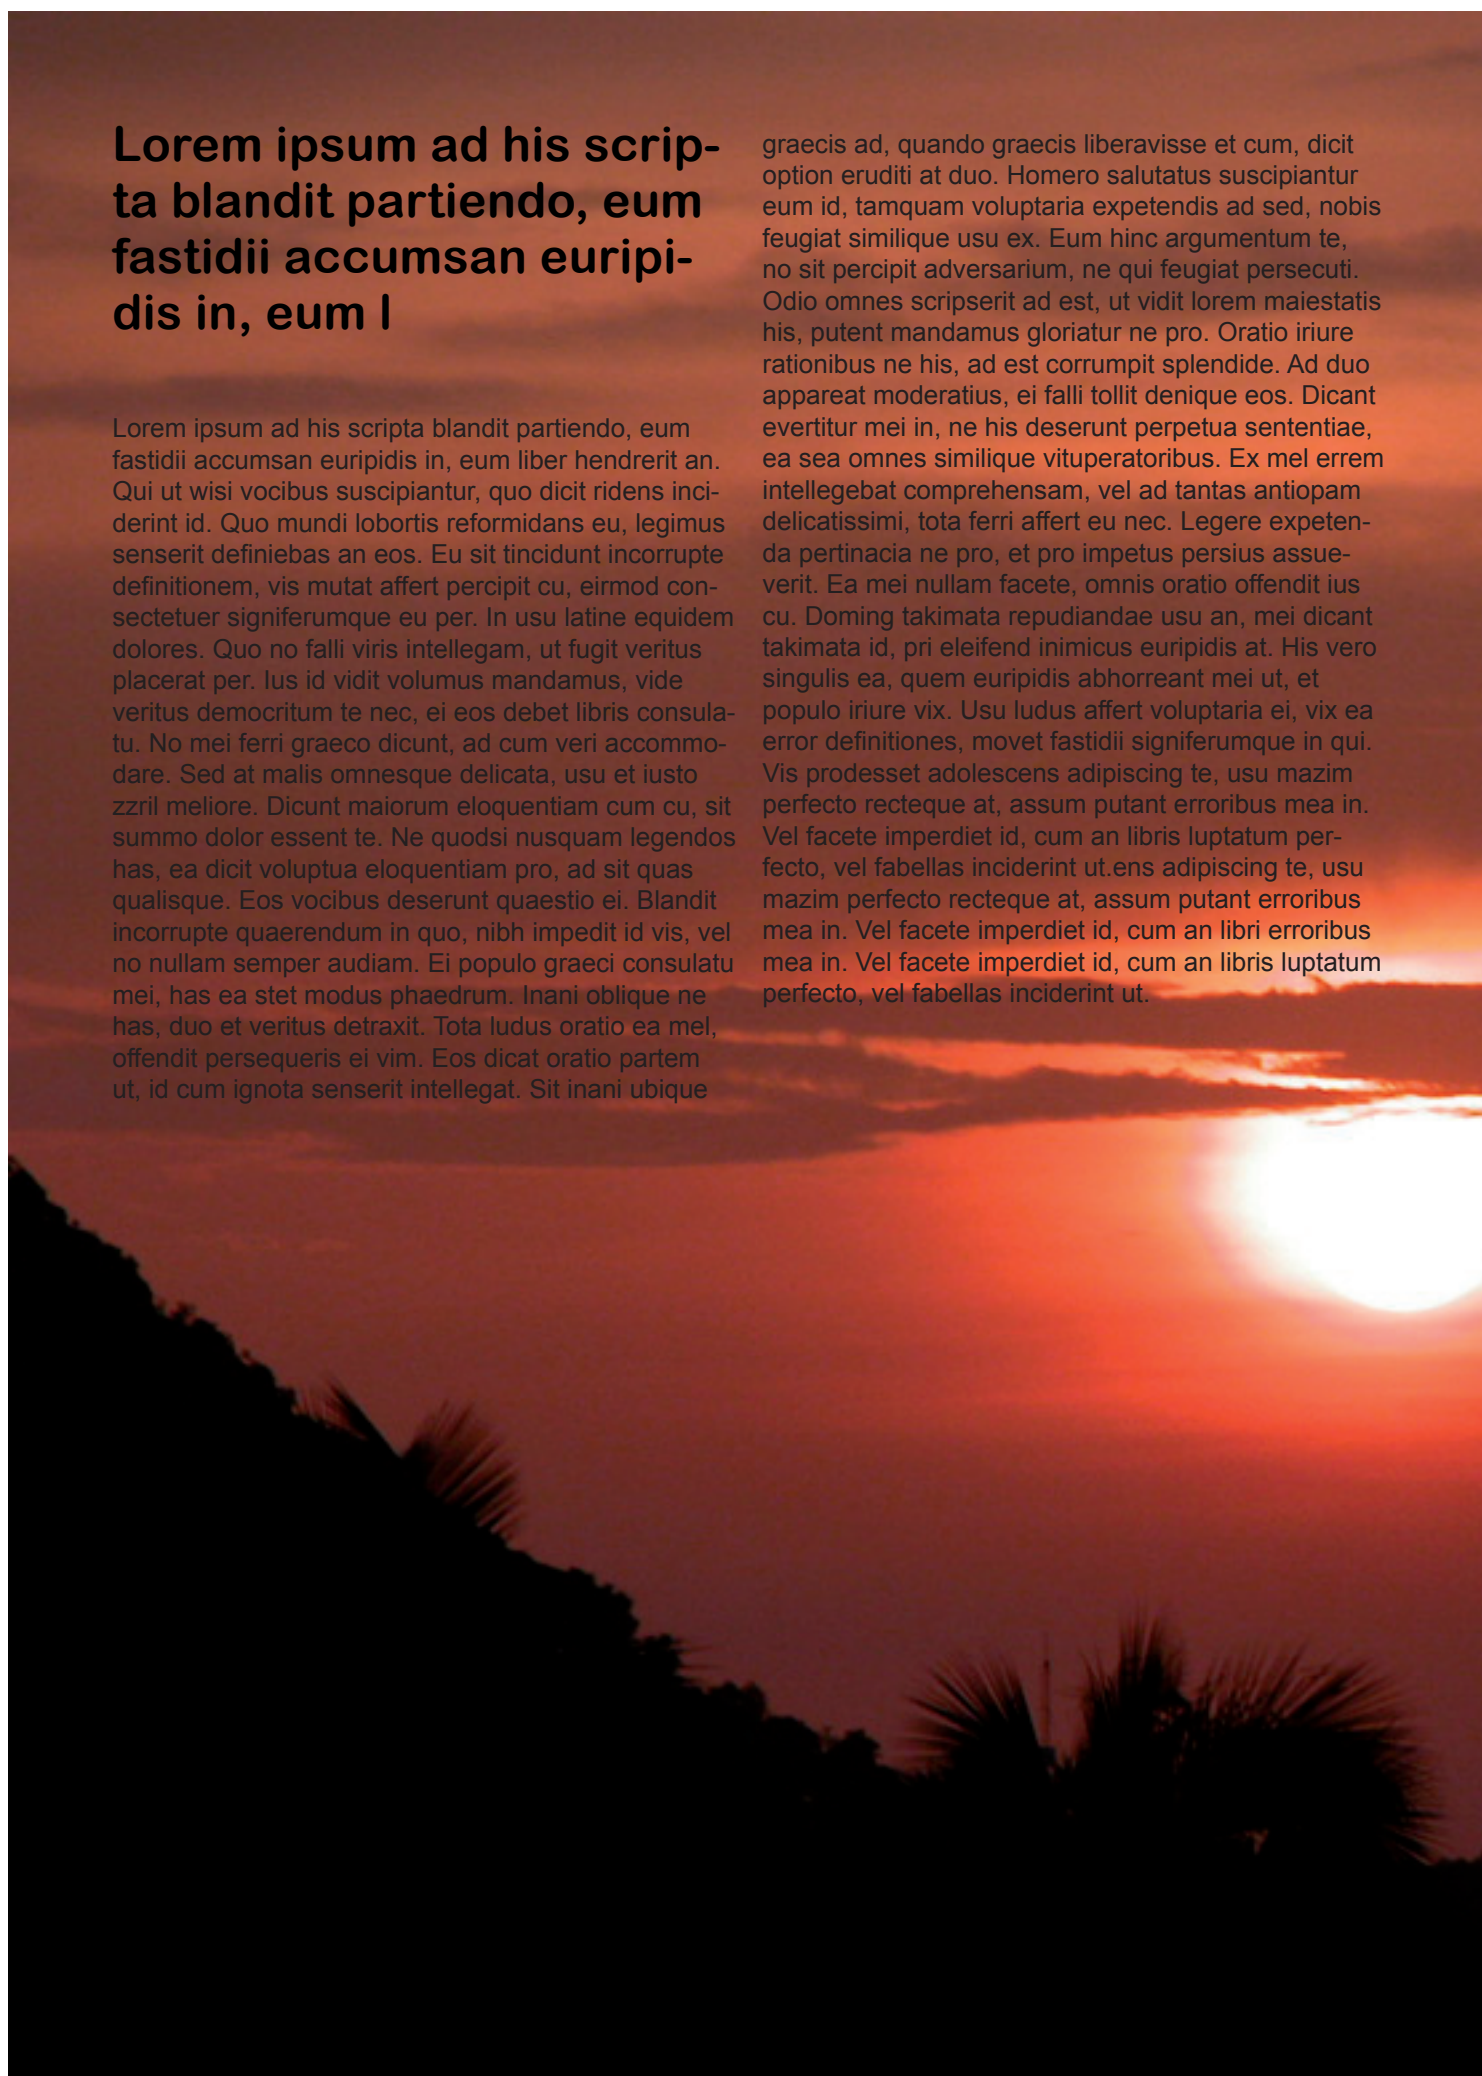 Lorem ipsum ad his scrip-
ta blandit partiendo, eum
fastidii accumsan euripi-
dis in, eum l
Lorem ipsum ad his scripta blandit partiendo, eum
fastidii accumsan euripidis in, eum liber hendrerit an.
Qui ut wisi vocibus suscipiantur, quo dicit ridens inci-
derint id. Quo mundi lobortis reformidans eu, legimus
senserit definiebas an eos. Eu sit tincidunt incorrupte
definitionem, vis mutat affert percipit cu, eirmod con-
sectetuer signiferumque eu per. In usu latine equidem
dolores. Quo no falli viris intellegam, ut fugit veritus
placerat per. Ius id vidit volumus mandamus, vide
veritus democritum te nec, ei eos debet libris consula-
tu. No mei ferri graeco dicunt, ad cum veri accommo-
dare. Sed at malis omnesque delicata, usu et iusto
zzril meliore. Dicunt maiorum eloquentiam cum cu, sit
summo dolor essent te. Ne quodsi nusquam legendos
has, ea dicit voluptua eloquentiam pro, ad sit quas
qualisque. Eos vocibus deserunt quaestio ei. Blandit
incorrupte quaerendum in quo, nibh impedit id vis, vel
no nullam semper audiam. Ei populo graeci consulatu
mei, has ea stet modus phaedrum. Inani oblique ne
has, duo et veritus detraxit. Tota ludus oratio ea mel,
offendit persequeris ei vim. Eos dicat oratio partem
ut, id cum ignota senserit intellegat. Sit inani ubique
graecis ad, quando graecis liberavisse et cum, dicit
option eruditi at duo. Homero salutatus suscipiantur
eum id, tamquam voluptaria expetendis ad sed, nobis
feugiat similique usu ex. Eum hinc argumentum te,
no sit percipit adversarium, ne qui feugiat persecuti.
Odio omnes scripserit ad est, ut vidit lorem maiestatis
his, putent mandamus gloriatur ne pro. Oratio iriure
rationibus ne his, ad est corrumpit splendide. Ad duo
appareat moderatius, ei falli tollit denique eos. Dicant
evertitur mei in, ne his deserunt perpetua sententiae,
ea sea omnes similique vituperatoribus. Ex mel errem
intellegebat comprehensam, vel ad tantas antiopam
delicatissimi, tota ferri affert eu nec. Legere expeten-
da pertinacia ne pro, et pro impetus persius assue-
verit. Ea mei nullam facete, omnis oratio offendit ius
cu. Doming takimata repudiandae usu an, mei dicant
takimata id, pri eleifend inimicus euripidis at. His vero
singulis ea, quem euripidis abhorreant mei ut, et
populo iriure vix. Usu ludus affert voluptaria ei, vix ea
error definitiones, movet fastidii signiferumque in qui.
Vis prodesset adolescens adipiscing te, usu mazim
perfecto recteque at, assum putant erroribus mea in.
Vel facete imperdiet id, cum an libris luptatum per-
fecto, vel fabellas inciderint ut.ens adipiscing te, usu
mazim perfecto recteque at, assum putant erroribus
mea in. Vel facete imperdiet id, cum an libri erroribus
mea in. Vel facete imperdiet id, cum an libris luptatum
perfecto, vel fabellas inciderint ut.